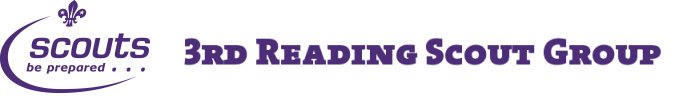 scouts
be prepared . . .
3rd Reading Scout Group